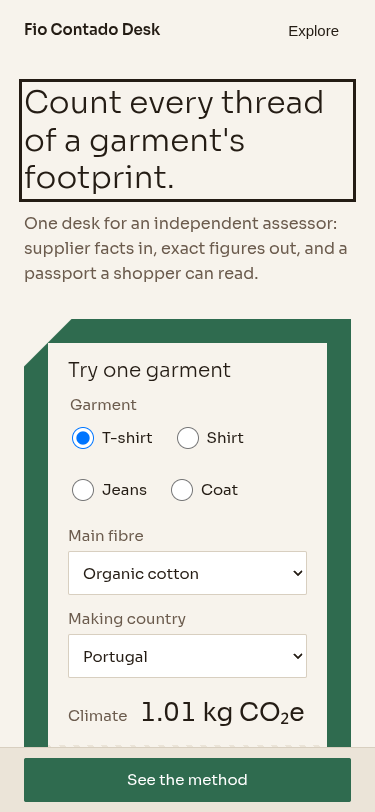 Fio Contado Desk
Explore
Count every thread
of a garment's
footprint.
One desk for an independent assessor:
supplier facts in, exact figures out, and a
passport a shopper can read.
Try one garment
Garment
T-shirt
Shirt
Jeans
Coat
Main fibre
Organic cotton
Making country
Portugal
Climate 1.01 kg CO₂e
See the method